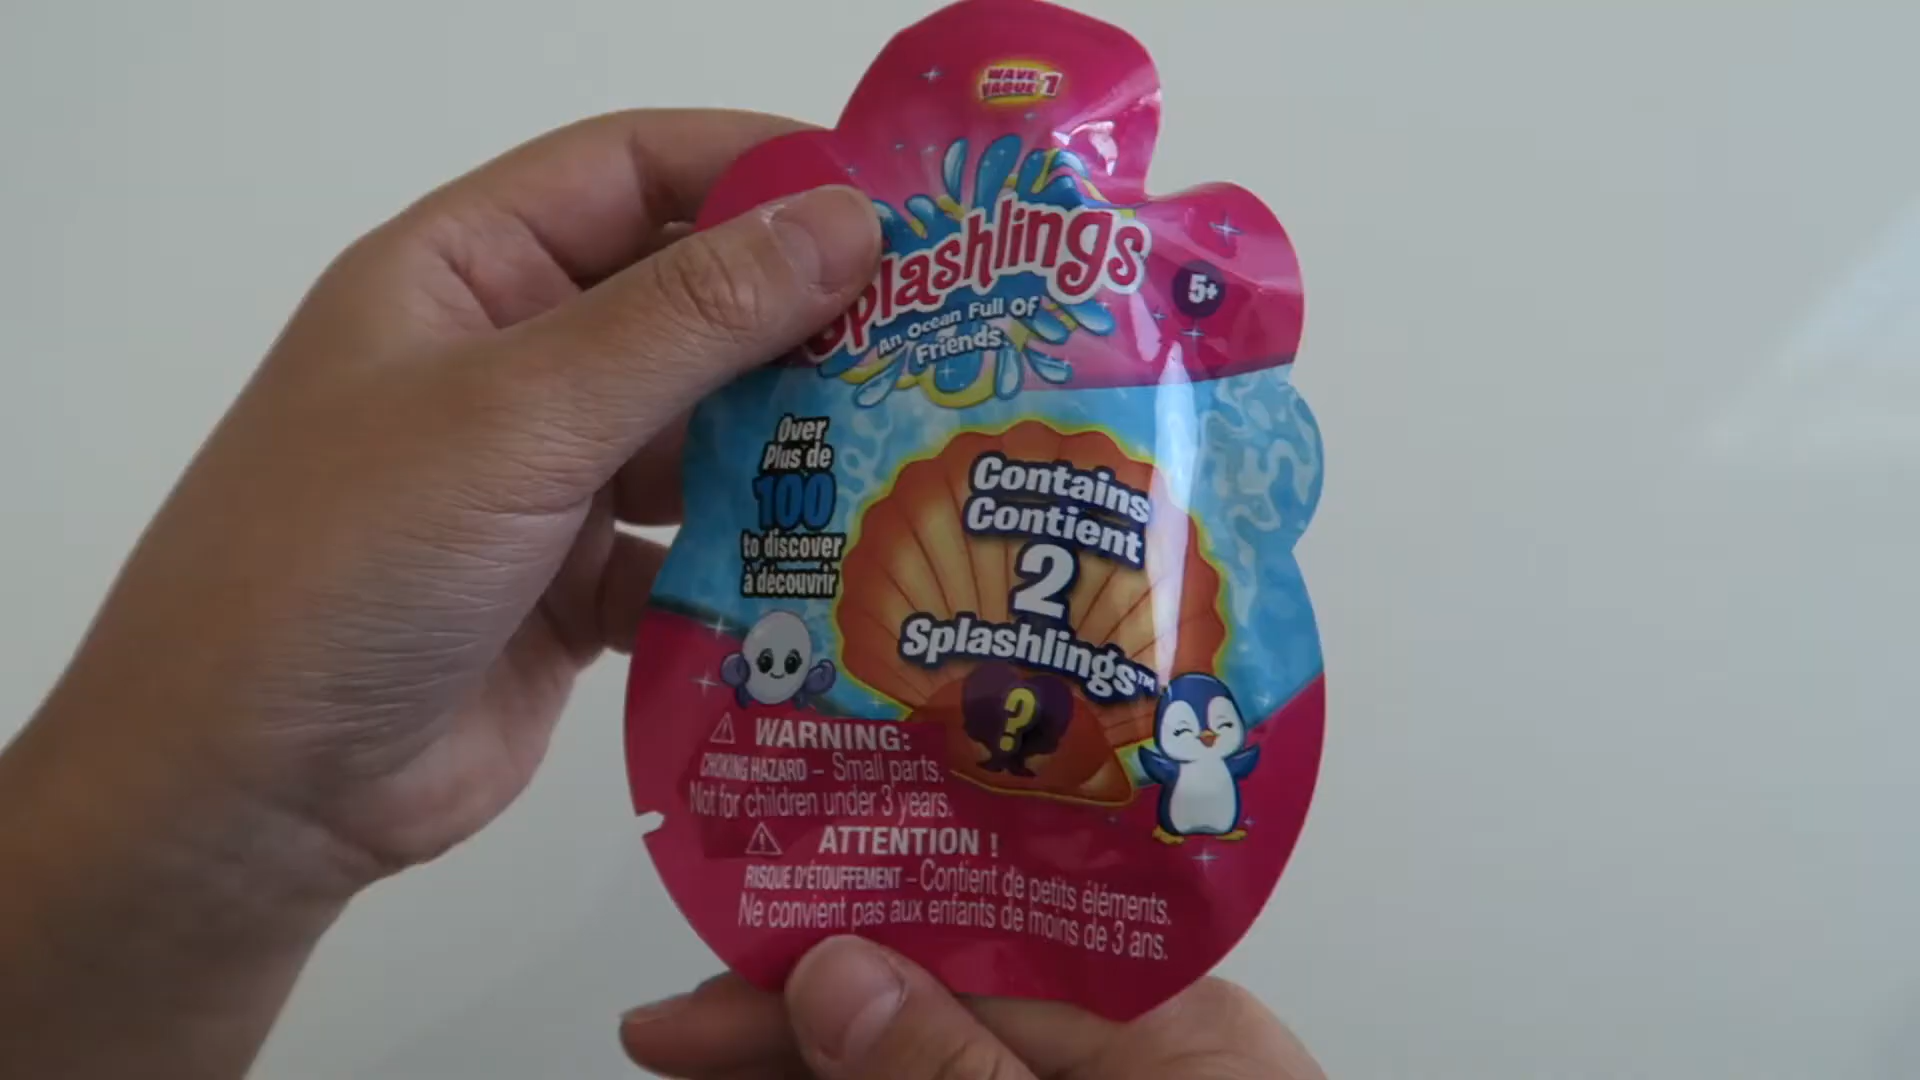 WAVE
VAGUE 1
Splashlings
An Ocean Full Of
Friends.
5+
Over
Plus de
100
to discover
à découvrir
Contains
Contient
2
Splashlings™
?
⚠ WARNING:
CHOKING HAZARD – Small parts.
Not for children under 3 years.
⚠ ATTENTION !
RISQUE D'ÉTOUFFEMENT – Contient de petits éléments.
Ne convient pas aux enfants de moins de 3 ans.